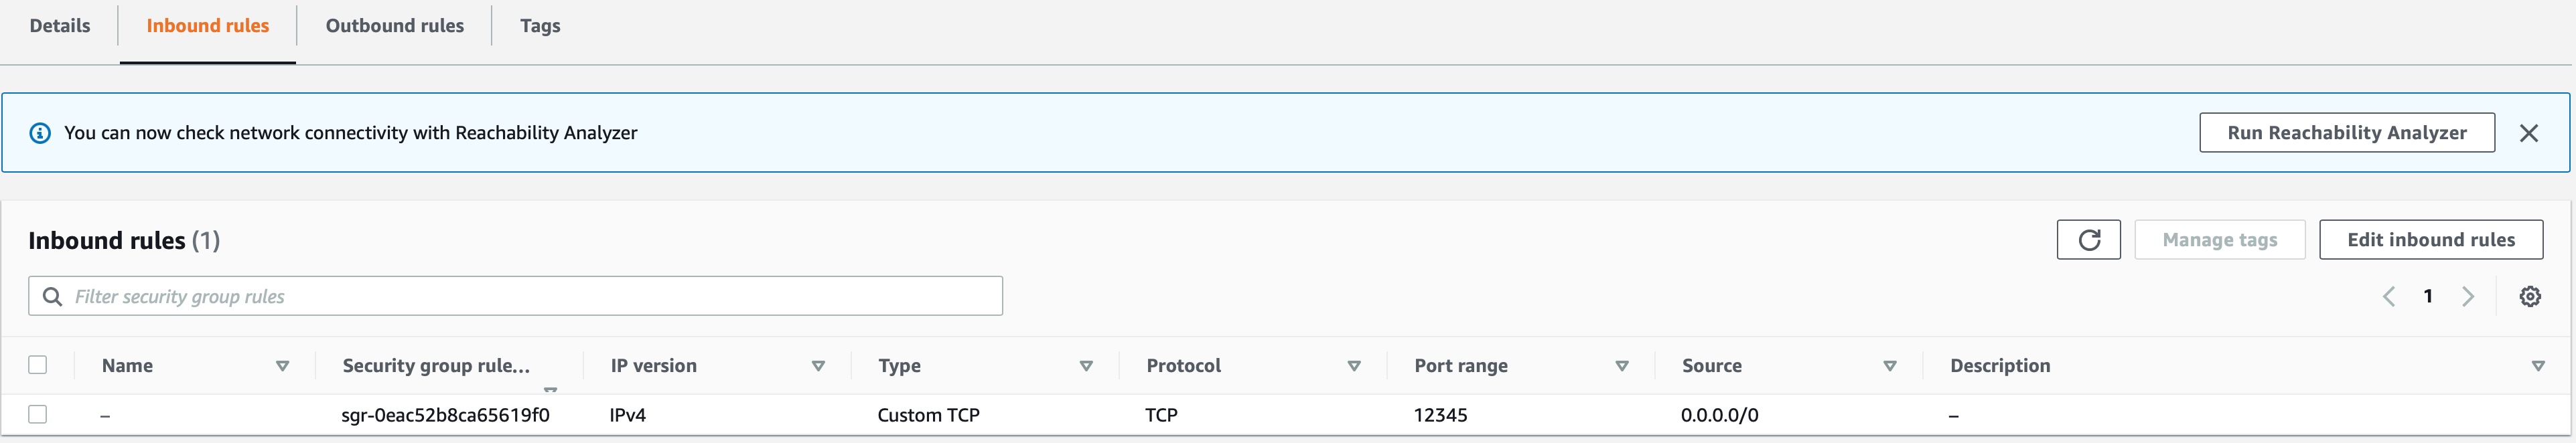 Details Inbound rules Outbound rules Tags
You can now check network connectivity with Reachability Analyzer Run Reachability Analyzer
Inbound rules (1) Manage tags Edit inbound rules
Filter security group rules 1
Name Security group rule... IP version Type Protocol Port range Source Description
– sgr-0eac52b8ca65619f0 IPv4 Custom TCP TCP 12345 0.0.0.0/0 –